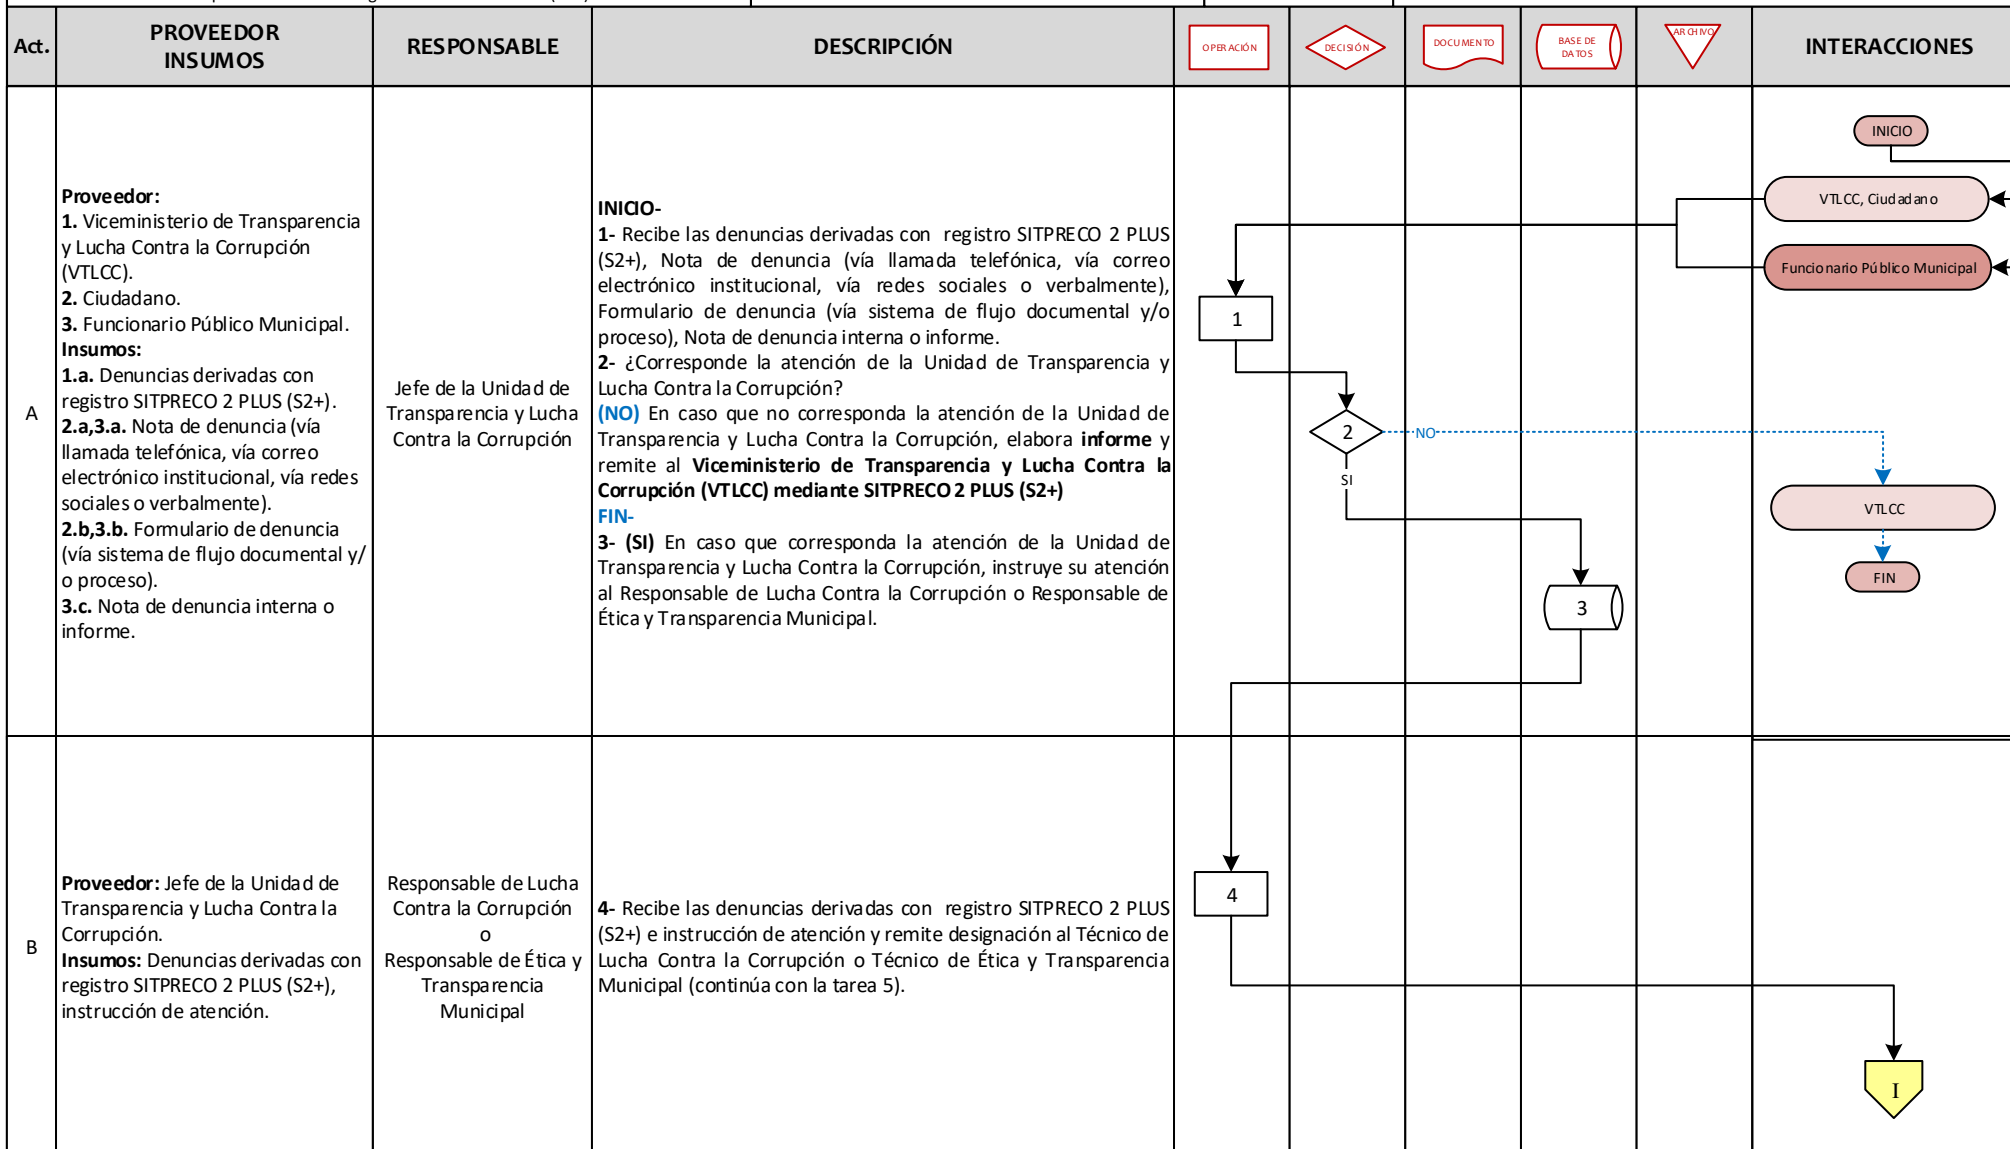 Act.
PROVEEDOR
INSUMOS
RESPONSABLE
DESCRIPCIÓN
OPERACIÓN
DECISIÓN
DOCUMENTO
BASE DE
DATOS
ARCHIVO
INTERACCIONES
A
Proveedor:
1. Viceministerio de Transparencia
y Lucha Contra la Corrupción
(VTLCC).
2. Ciudadano.
3. Funcionario Público Municipal.
Insumos:
1.a. Denuncias derivadas con
registro SITPRECO 2 PLUS (S2+).
2.a,3.a. Nota de denuncia (vía
llamada telefónica, vía correo
electrónico institucional, vía redes
sociales o verbalmente).
2.b,3.b. Formulario de denuncia
(vía sistema de flujo documental y/
o proceso).
3.c. Nota de denuncia interna o
informe.
Jefe de la Unidad de
Transparencia y Lucha
Contra la Corrupción
INICIO-
1- Recibe las denuncias derivadas con registro SITPRECO 2 PLUS
(S2+), Nota de denuncia (vía llamada telefónica, vía correo
electrónico institucional, vía redes sociales o verbalmente),
Formulario de denuncia (vía sistema de flujo documental y/o
proceso), Nota de denuncia interna o informe.
2- ¿Corresponde la atención de la Unidad de Transparencia y
Lucha Contra la Corrupción?
(NO) En caso que no corresponda la atención de la Unidad de
Transparencia y Lucha Contra la Corrupción, elabora informe y
remite al Viceministerio de Transparencia y Lucha Contra la
Corrupción (VTLCC) mediante SITPRECO 2 PLUS (S2+)
FIN-
3- (SI) En caso que corresponda la atención de la Unidad de
Transparencia y Lucha Contra la Corrupción, instruye su atención
al Responsable de Lucha Contra la Corrupción o Responsable de
Ética y Transparencia Municipal.
INICIO
VTLCC, Ciudadano
Funcionario Público Municipal
1
2
NO
SI
VTLCC
FIN
3
B
Proveedor: Jefe de la Unidad de
Transparencia y Lucha Contra la
Corrupción.
Insumos: Denuncias derivadas con
registro SITPRECO 2 PLUS (S2+),
instrucción de atención.
Responsable de Lucha
Contra la Corrupción
o
Responsable de Ética y
Transparencia
Municipal
4- Recibe las denuncias derivadas con registro SITPRECO 2 PLUS
(S2+) e instrucción de atención y remite designación al Técnico de
Lucha Contra la Corrupción o Técnico de Ética y Transparencia
Municipal (continúa con la tarea 5).
4
I